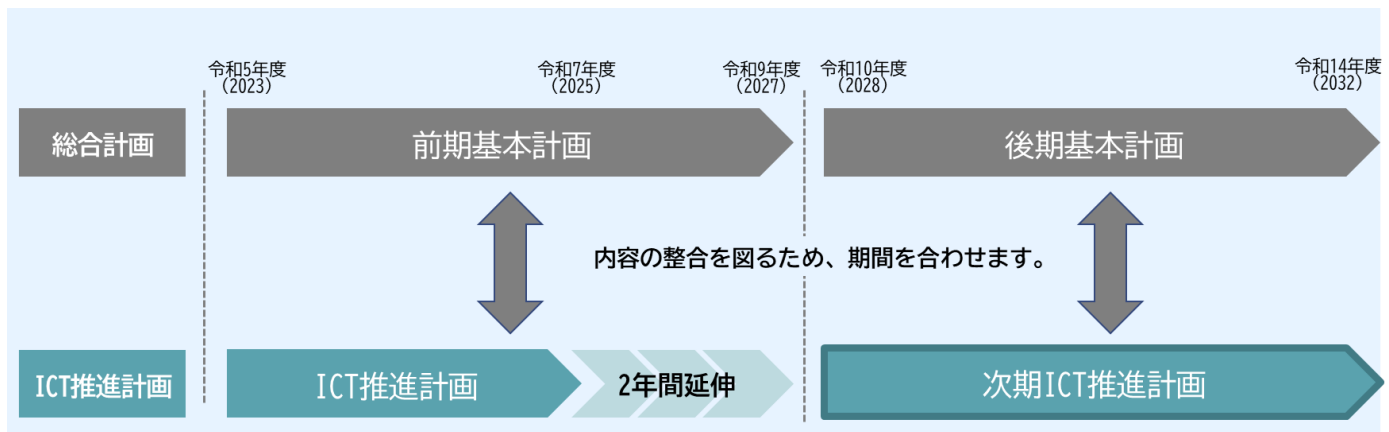 令和5年度
(2023)
令和7年度
(2025)
令和9年度
(2027)
令和10年度
(2028)
令和14年度
(2032)
総合計画
前期基本計画
後期基本計画
内容の整合を図るため、期間を合わせます。
ICT推進計画
ICT推進計画
2年間延伸
次期ICT推進計画